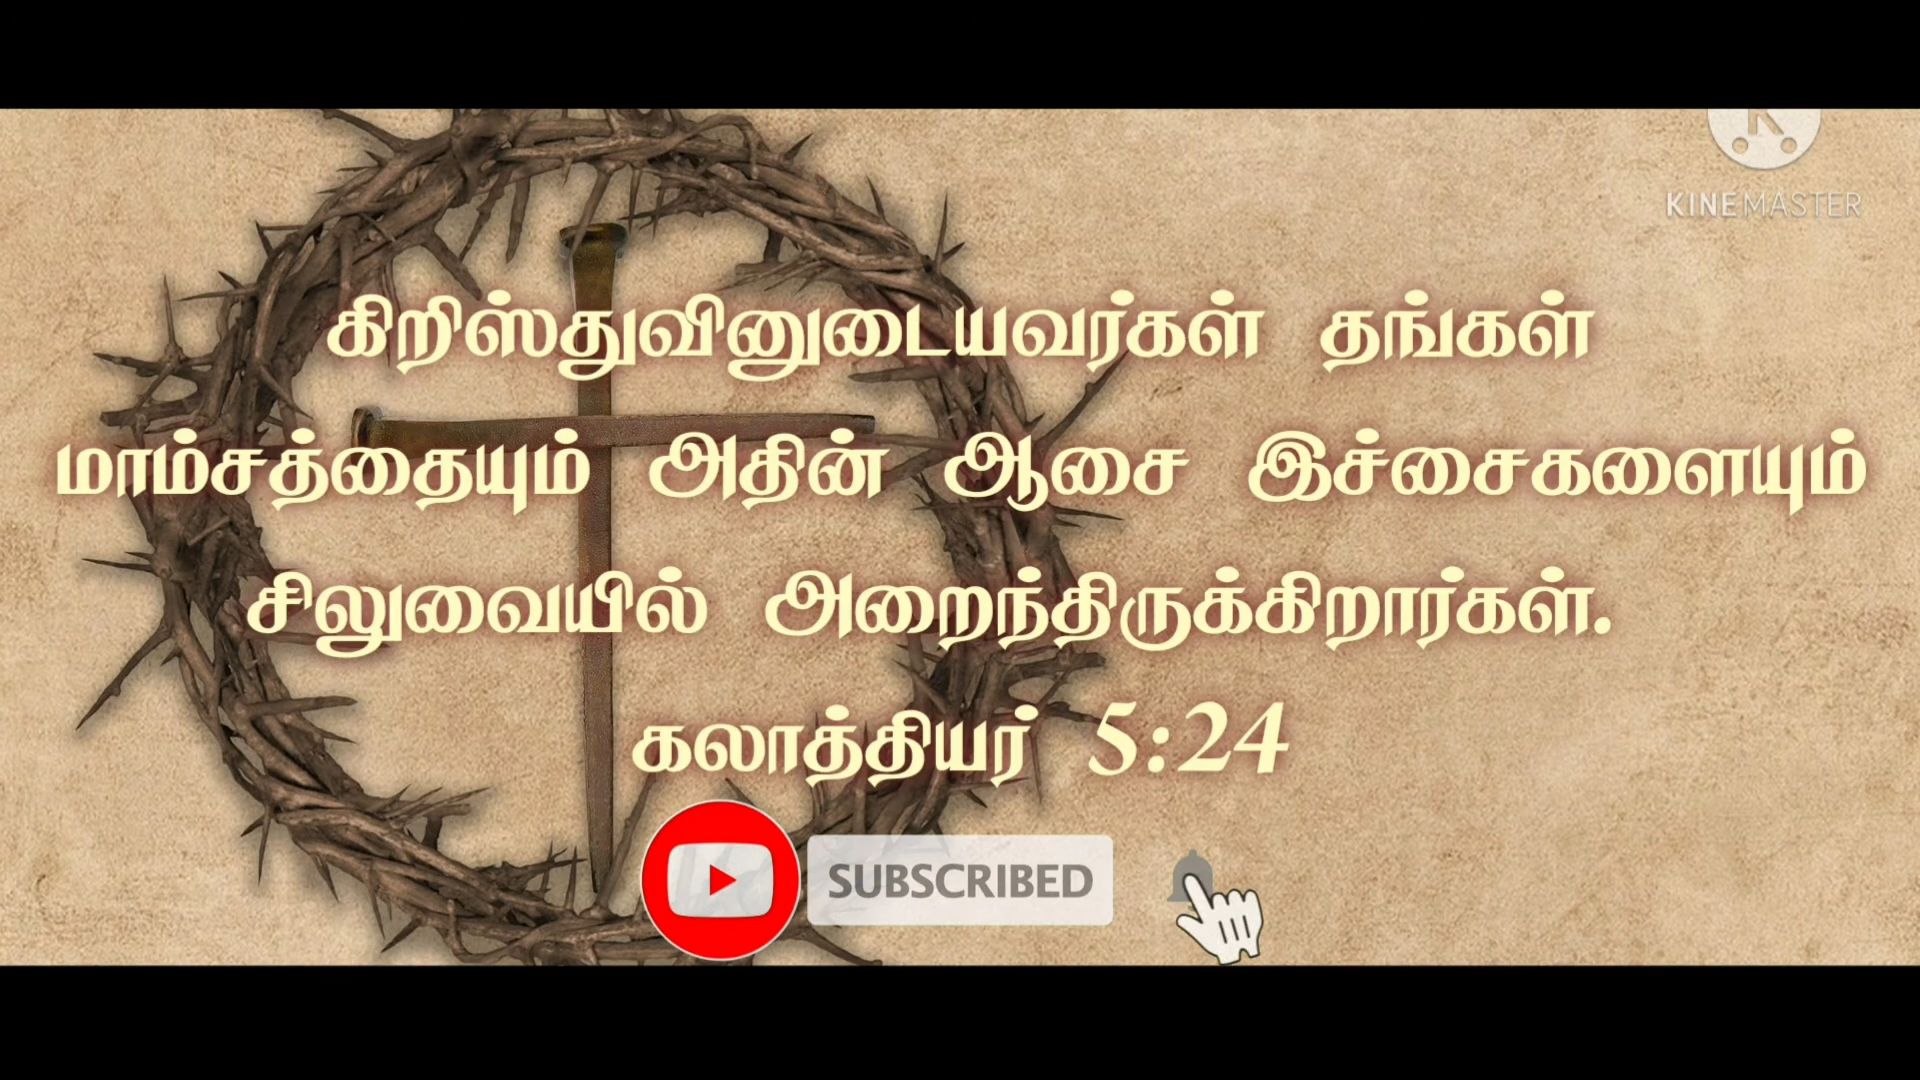 KINEMASTER
கிறிஸ்துவினுடையவர்கள் தங்கள்
மாம்சத்தையும் அதின் ஆசை இச்சைகளையும்
சிலுவையில் அறைந்திருக்கிறார்கள்.
கலாத்தியர் 5:24
SUBSCRIBED